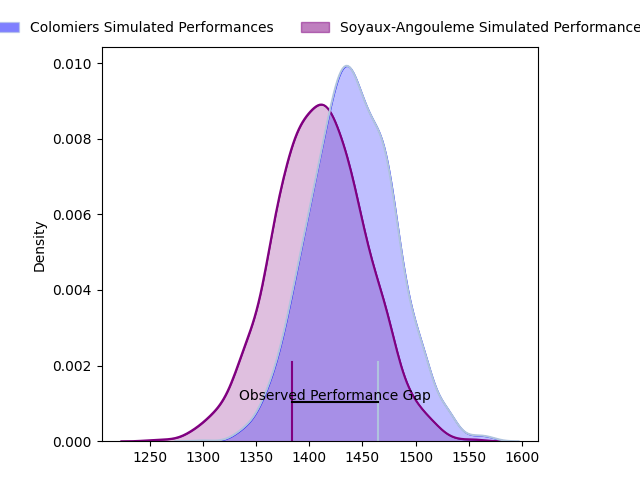 Colomiers Simulated Performances
Soyaux-Angouleme Simulated Performance
0.010
0.008
0.006
0.004
0.002
0.000
Density
Observed Performance Gap
1250 1300 1350 1400 1450 1500 1550 1600